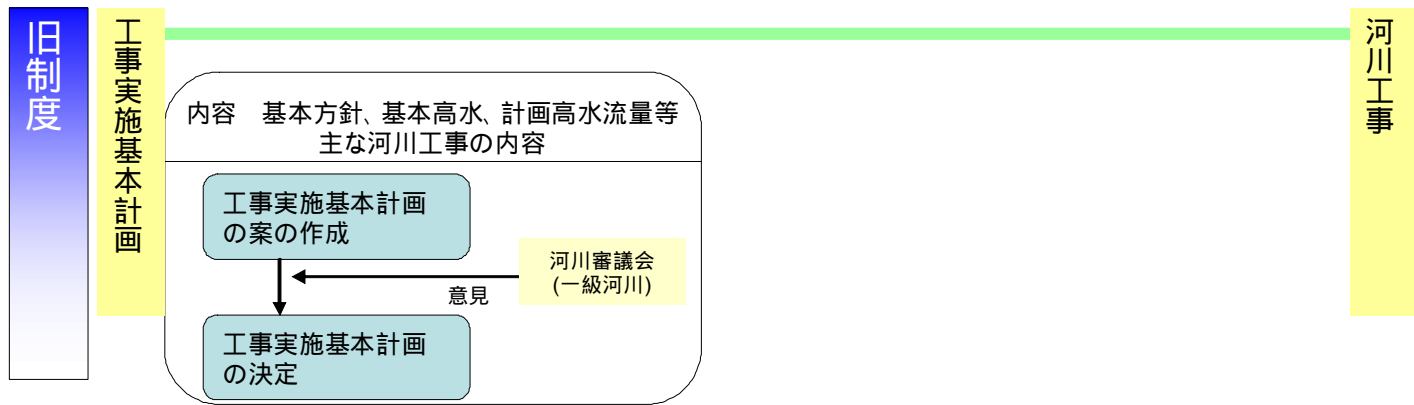 旧制度
工事実施基本計画
内容　基本方針、基本高水、計画高水流量等
主な河川工事の内容
工事実施基本計画
の案の作成
河川審議会
(一級河川)
意見
工事実施基本計画
の決定
河川工事